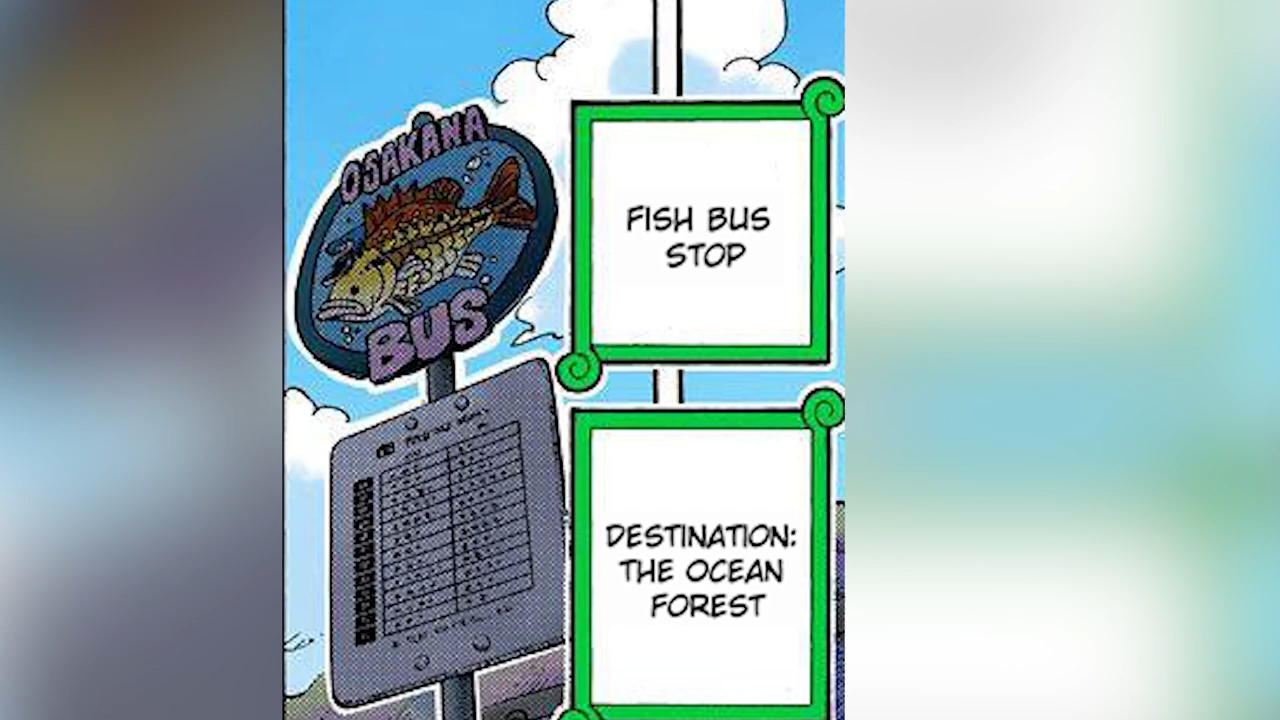 OSAKANA
BUS
FISH BUS
STOP
DESTINATION:
THE OCEAN
FOREST